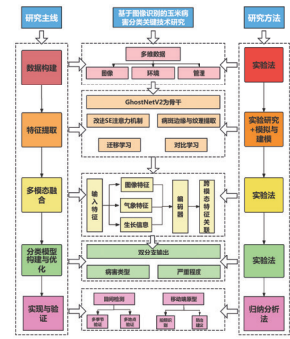 研究主线
基于图像识别的玉米病
害分类关键技术研究
研究方法
数据构建
多维数据
图像
环境
管理
实验法
特征提取
GhostNetV2为骨干
改进SE注意力机制
病斑边缘与纹理提取
迁移学习
对比学习
实验研究
+模拟与
建模
多模态
融合
输入特征
图像特征
气象特征
生长信息
编码器
跨模态特征关联
实验法
分类模型
构建与优
化
双分支输出
病害类型
严重程度
实验法
实现与验
证
田间检测
移动端原型
归纳分析
法